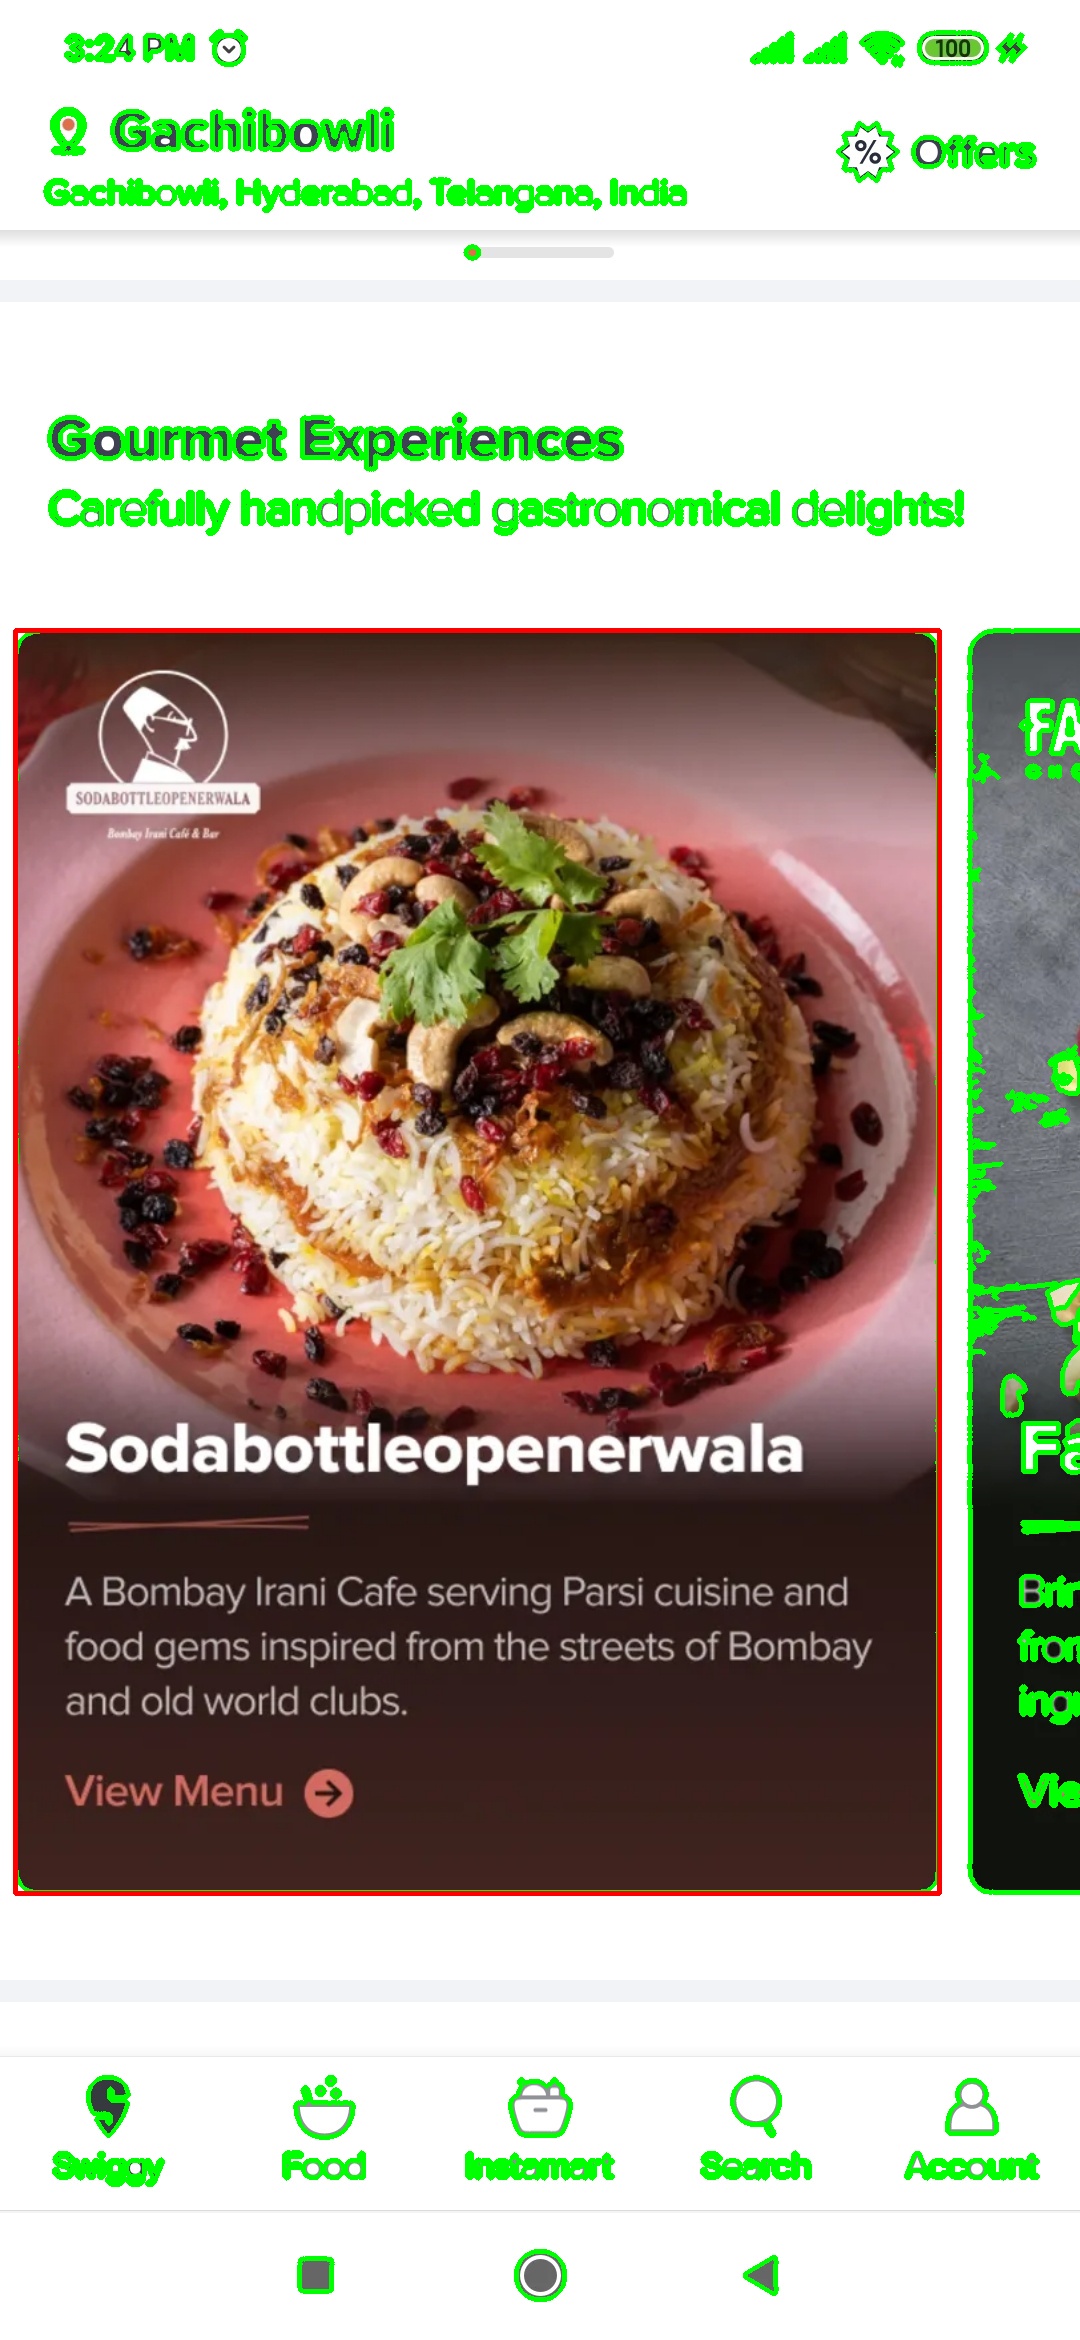 3:24 PM
100
Gachibowli
% Offers
Gachibowli, Hyderabad, Telangana, India
Gourmet Experiences
Carefully handpicked gastronomical delights!
SODABOTTLEOPENERWALA
Bombay Irani Café & Bar
FA
Sodabottleopenerwala
Fa
A Bombay Irani Cafe serving Parsi cuisine and
food gems inspired from the streets of Bombay
and old world clubs.
Brin
from
ingr
View Menu
Vie
Swiggy
Food
Instamart
Search
Account